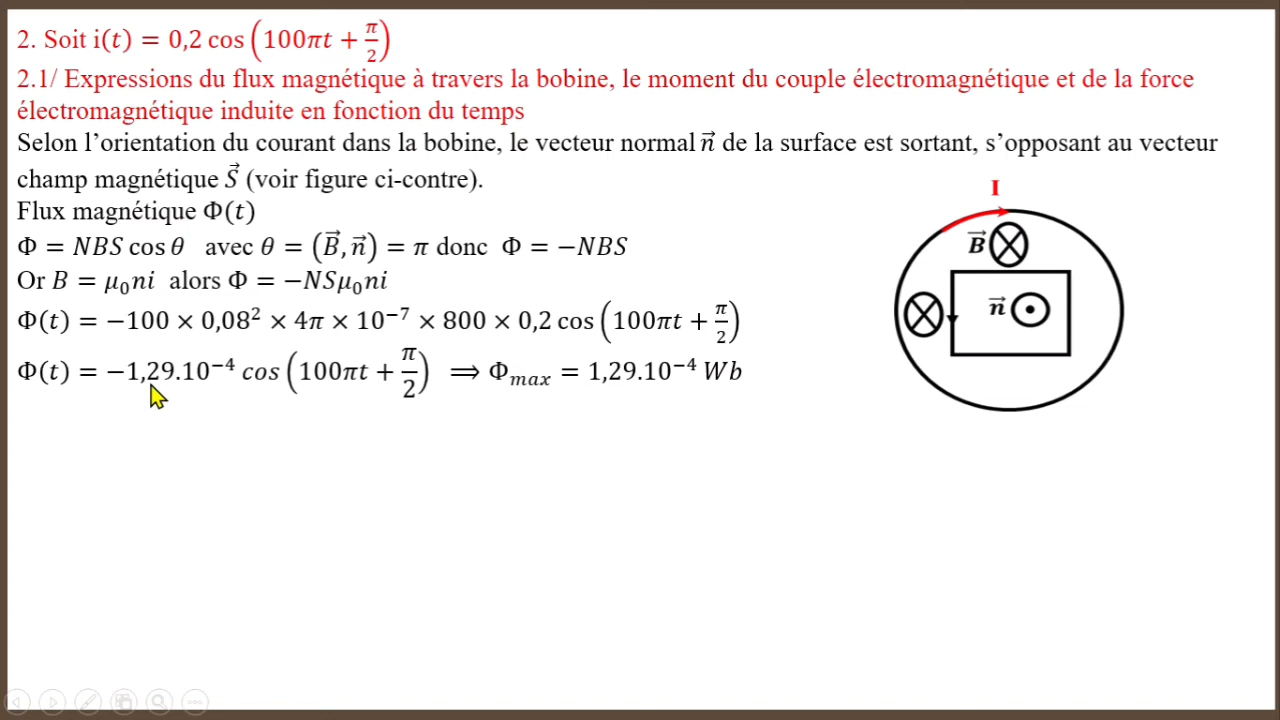 2. Soit i(t) = 0,2 cos(100πt + π/2)
2.1/ Expressions du flux magnétique à travers la bobine, le moment du couple électromagnétique et de la force
électromagnétique induite en fonction du temps
Selon l’orientation du courant dans la bobine, le vecteur normal n⃗ de la surface est sortant, s’opposant au vecteur
champ magnétique S⃗ (voir figure ci-contre).
Flux magnétique Φ(t)
Φ = NBS cos θ avec θ = (B⃗, n⃗) = π donc Φ = −NBS
Or B = μ₀ni alors Φ = −NSμ₀ni
Φ(t) = −100 × 0,08² × 4π × 10⁻⁷ × 800 × 0,2 cos(100πt + π/2)
Φ(t) = −1,29.10⁻⁴ cos(100πt + π/2) ⟹ Φmax = 1,29.10⁻⁴ Wb
I
B⃗
n⃗